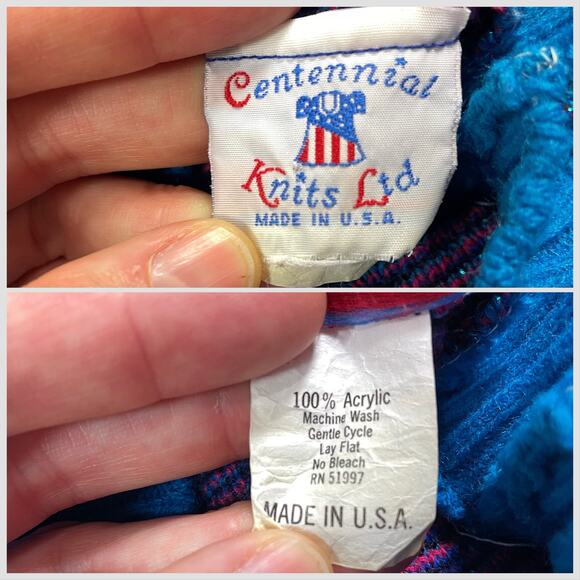 Centennial
Knits Ltd
MADE IN U.S.A.
100% Acrylic
Machine Wash
Gentle Cycle
Lay Flat
No Bleach
RN 51997
MADE IN U.S.A.